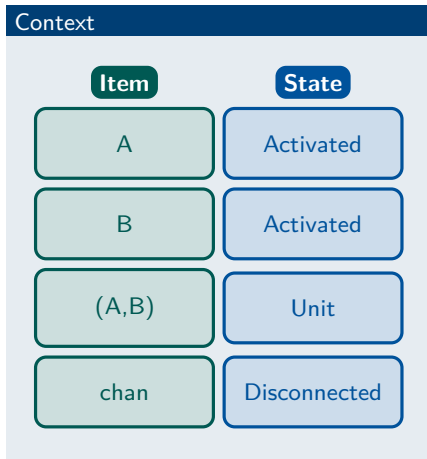 Context
Item State
A Activated
B Activated
(A,B) Unit
chan Disconnected